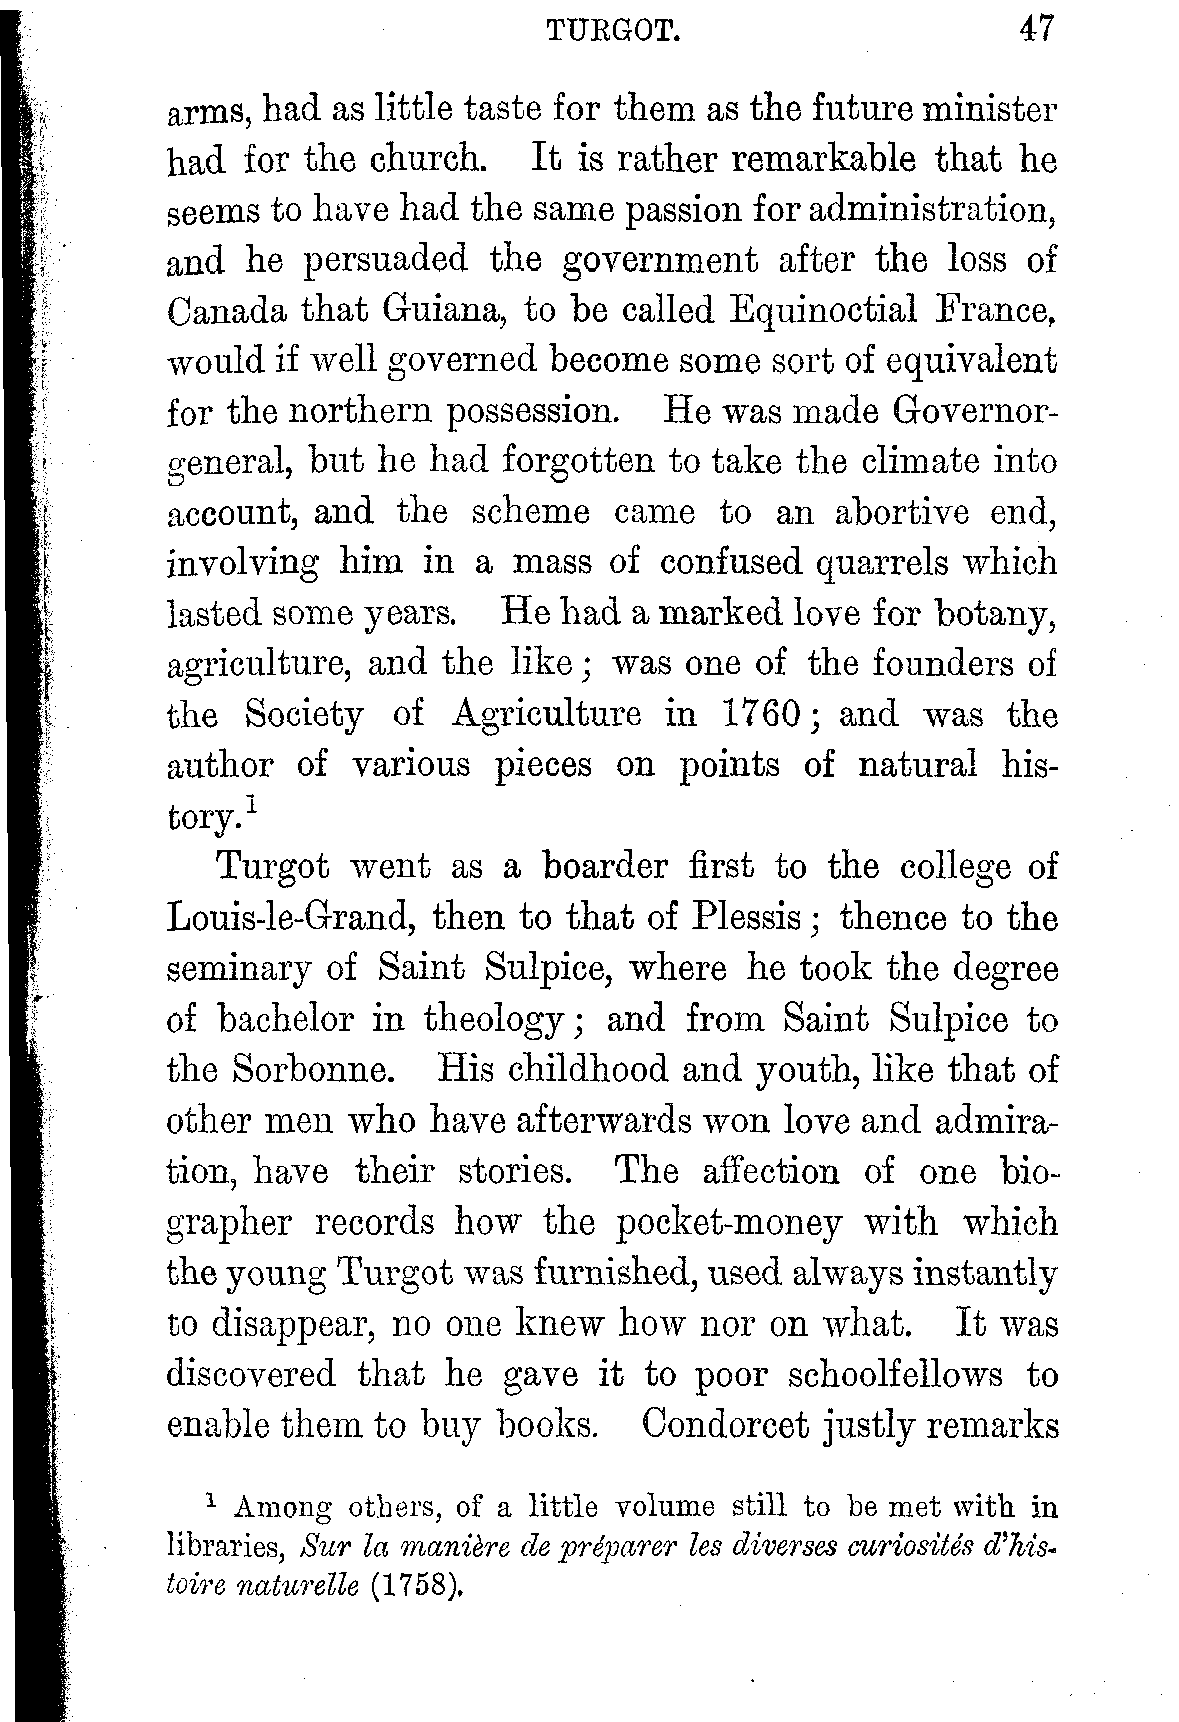 TURGOT. 47
arms, had as little taste for them as the future minister
had for the church. It is rather remarkable that he
seems to have had the same passion for administration,
and he persuaded the government after the loss of
Canada that Guiana, to be called Equinoctial France,
would if well governed become some sort of equivalent
for the northern possession. He was made Governor-
general, but he had forgotten to take the climate into
account, and the scheme came to an abortive end,
involving him in a mass of confused quarrels which
lasted some years. He had a marked love for botany,
agriculture, and the like; was one of the founders of
the Society of Agriculture in 1760; and was the
author of various pieces on points of natural his-
tory.¹
Turgot went as a boarder first to the college of
Louis-le-Grand, then to that of Plessis; thence to the
seminary of Saint Sulpice, where he took the degree
of bachelor in theology; and from Saint Sulpice to
the Sorbonne. His childhood and youth, like that of
other men who have afterwards won love and admira-
tion, have their stories. The affection of one bio-
grapher records how the pocket-money with which
the young Turgot was furnished, used always instantly
to disappear, no one knew how nor on what. It was
discovered that he gave it to poor schoolfellows to
enable them to buy books. Condorcet justly remarks
¹ Among others, of a little volume still to be met with in
libraries, Sur la manière de préparer les diverses curiosités d'his-
toire naturelle (1758).